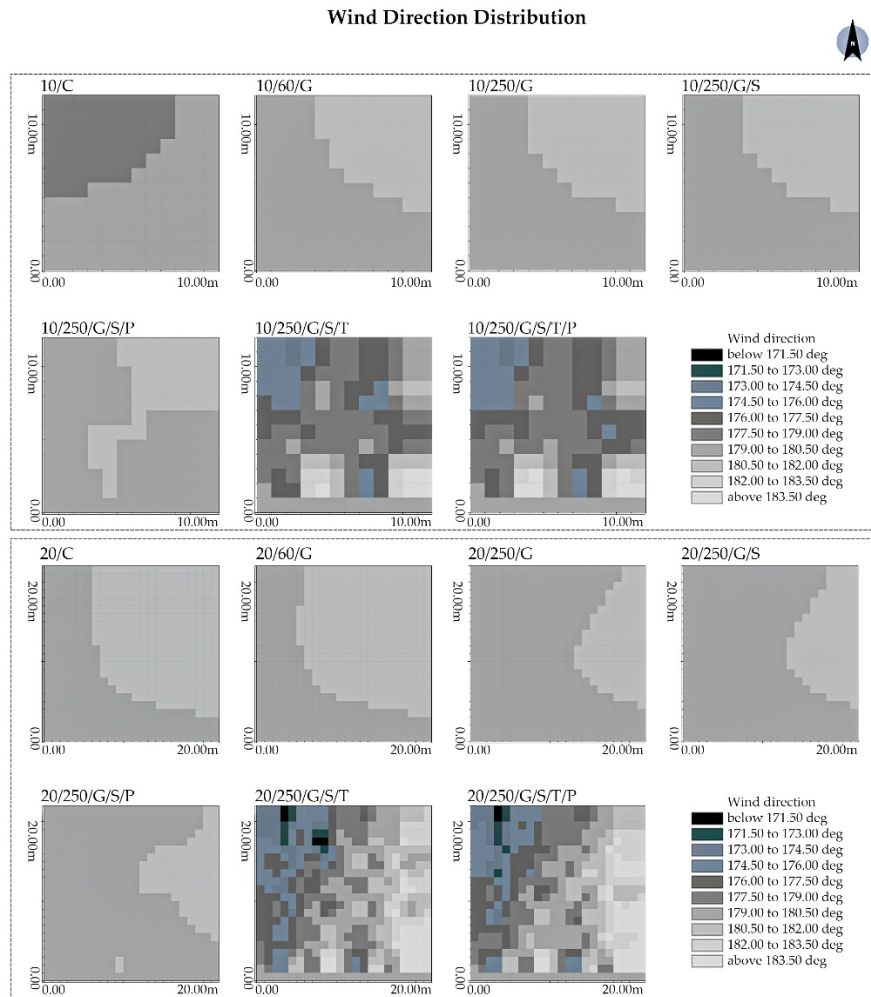 Wind Direction Distribution
N
10/C
10/60/G
10/250/G
10/250/G/S
10.00m
10.00m
10.00m
10.00m
0.00
0.00
0.00
0.00
0.00 10.00m
0.00 10.00m
0.00 10.00m
0.00 10.00m
10/250/G/S/P
10/250/G/S/T
10/250/G/S/T/P
10.00m
10.00m
10.00m
0.00
0.00
0.00
0.00 10.00m
0.00 10.00m
0.00 10.00m
Wind direction
below 171.50 deg
171.50 to 173.00 deg
173.00 to 174.50 deg
174.50 to 176.00 deg
176.00 to 177.50 deg
177.50 to 179.00 deg
179.00 to 180.50 deg
180.50 to 182.00 deg
182.00 to 183.50 deg
above 183.50 deg
20/C
20/60/G
20/250/G
20/250/G/S
20.00m
20.00m
20.00m
20.00m
0.00
0.00
0.00
0.00
0.00 20.00m
0.00 20.00m
0.00 20.00m
0.00 20.00m
20/250/G/S/P
20/250/G/S/T
20/250/G/S/T/P
20.00m
20.00m
20.00m
0.00
0.00
0.00
0.00 20.00m
0.00 20.00m
0.00 20.00m
Wind direction
below 171.50 deg
171.50 to 173.00 deg
173.00 to 174.50 deg
174.50 to 176.00 deg
176.00 to 177.50 deg
177.50 to 179.00 deg
179.00 to 180.50 deg
180.50 to 182.00 deg
182.00 to 183.50 deg
above 183.50 deg